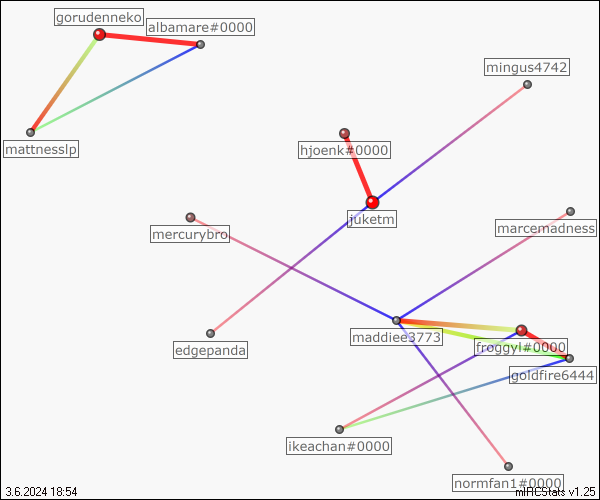 gorudenneko
albamare#0000
mingus4742
mattnesslp
hjoenk#0000
juketm
mercurybro
marcemadness
maddiee3773
froggyl#0000
edgepanda
goldfire6444
ikeachan#0000
normfan1#0000
3.6.2024 18:54
mIRCStats v1.25